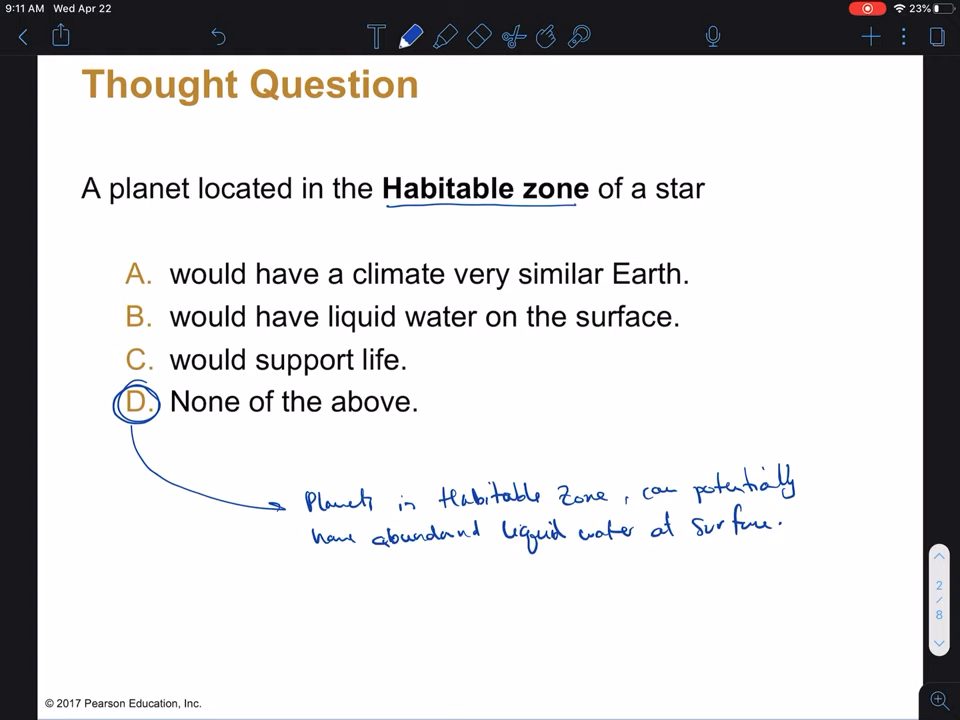 9:11 AM Wed Apr 22
23%
T
Thought Question
A planet located in the Habitable zone of a star
A. would have a climate very similar Earth.
B. would have liquid water on the surface.
C. would support life.
D. None of the above.
Planets in Habitable Zone, can potentially
have abundand liquid water at surface.
2
/
8
© 2017 Pearson Education, Inc.